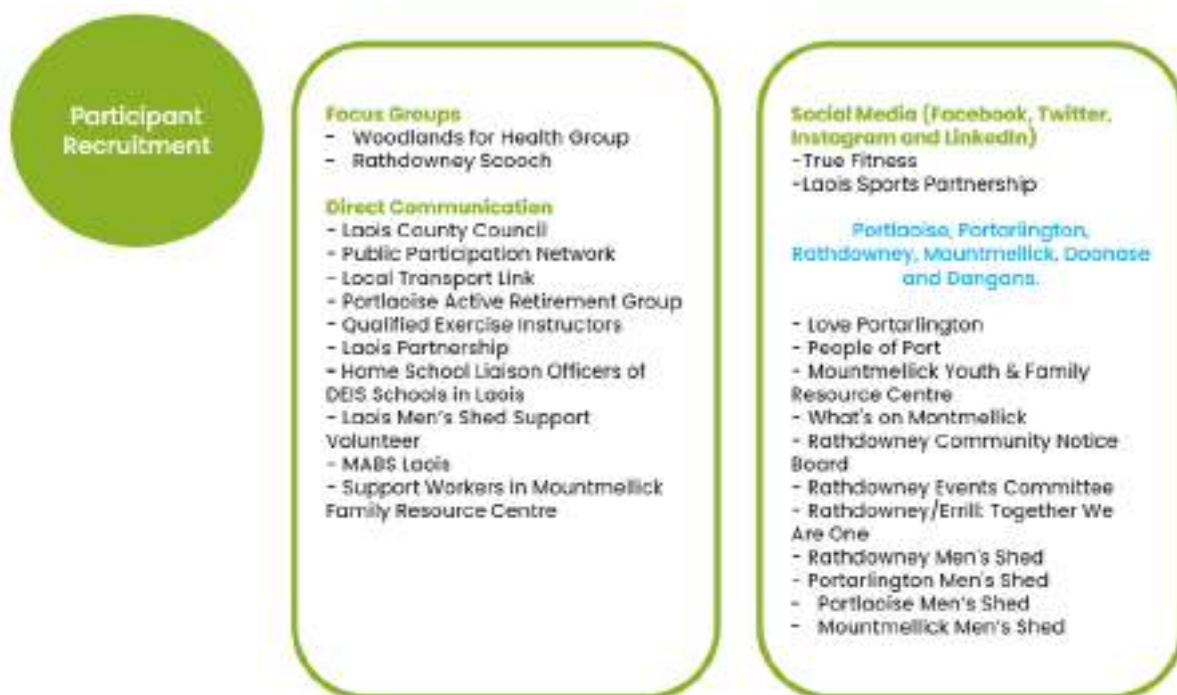 Participant
Recruitment
Focus Groups
- Woodlands for Health Group
- Rathdowney Scooch
Direct Communication
- Laois County Council
- Public Participation Network
- Local Transport Link
- Portlaoise Active Retirement Group
- Qualified Exercise Instructors
- Laois Partnership
- Home School Liaison Officers of
DEIS Schools in Laois
- Laois Men's Shed Support
Volunteer
- MABS Laois
- Support Workers in Mountmellick
Family Resource Centre
Social Media (Facebook, Twitter,
Instagram and LinkedIn)
-True Fitness
-Laois Sports Partnership
Portlaoise, Portarlington,
Rathdowney, Mountmellick, Doonase
and Dangans.
- Love Portarlington
- People of Port
- Mountmellick Youth & Family
Resource Centre
- What's on Montmellick
- Rathdowney Community Notice
Board
- Rathdowney Events Committee
- Rathdowney/Errill: Together We
Are One
- Rathdowney Men's Shed
- Portarlington Men's Shed
- Portlaoise Men's Shed
- Mountmellick Men's Shed